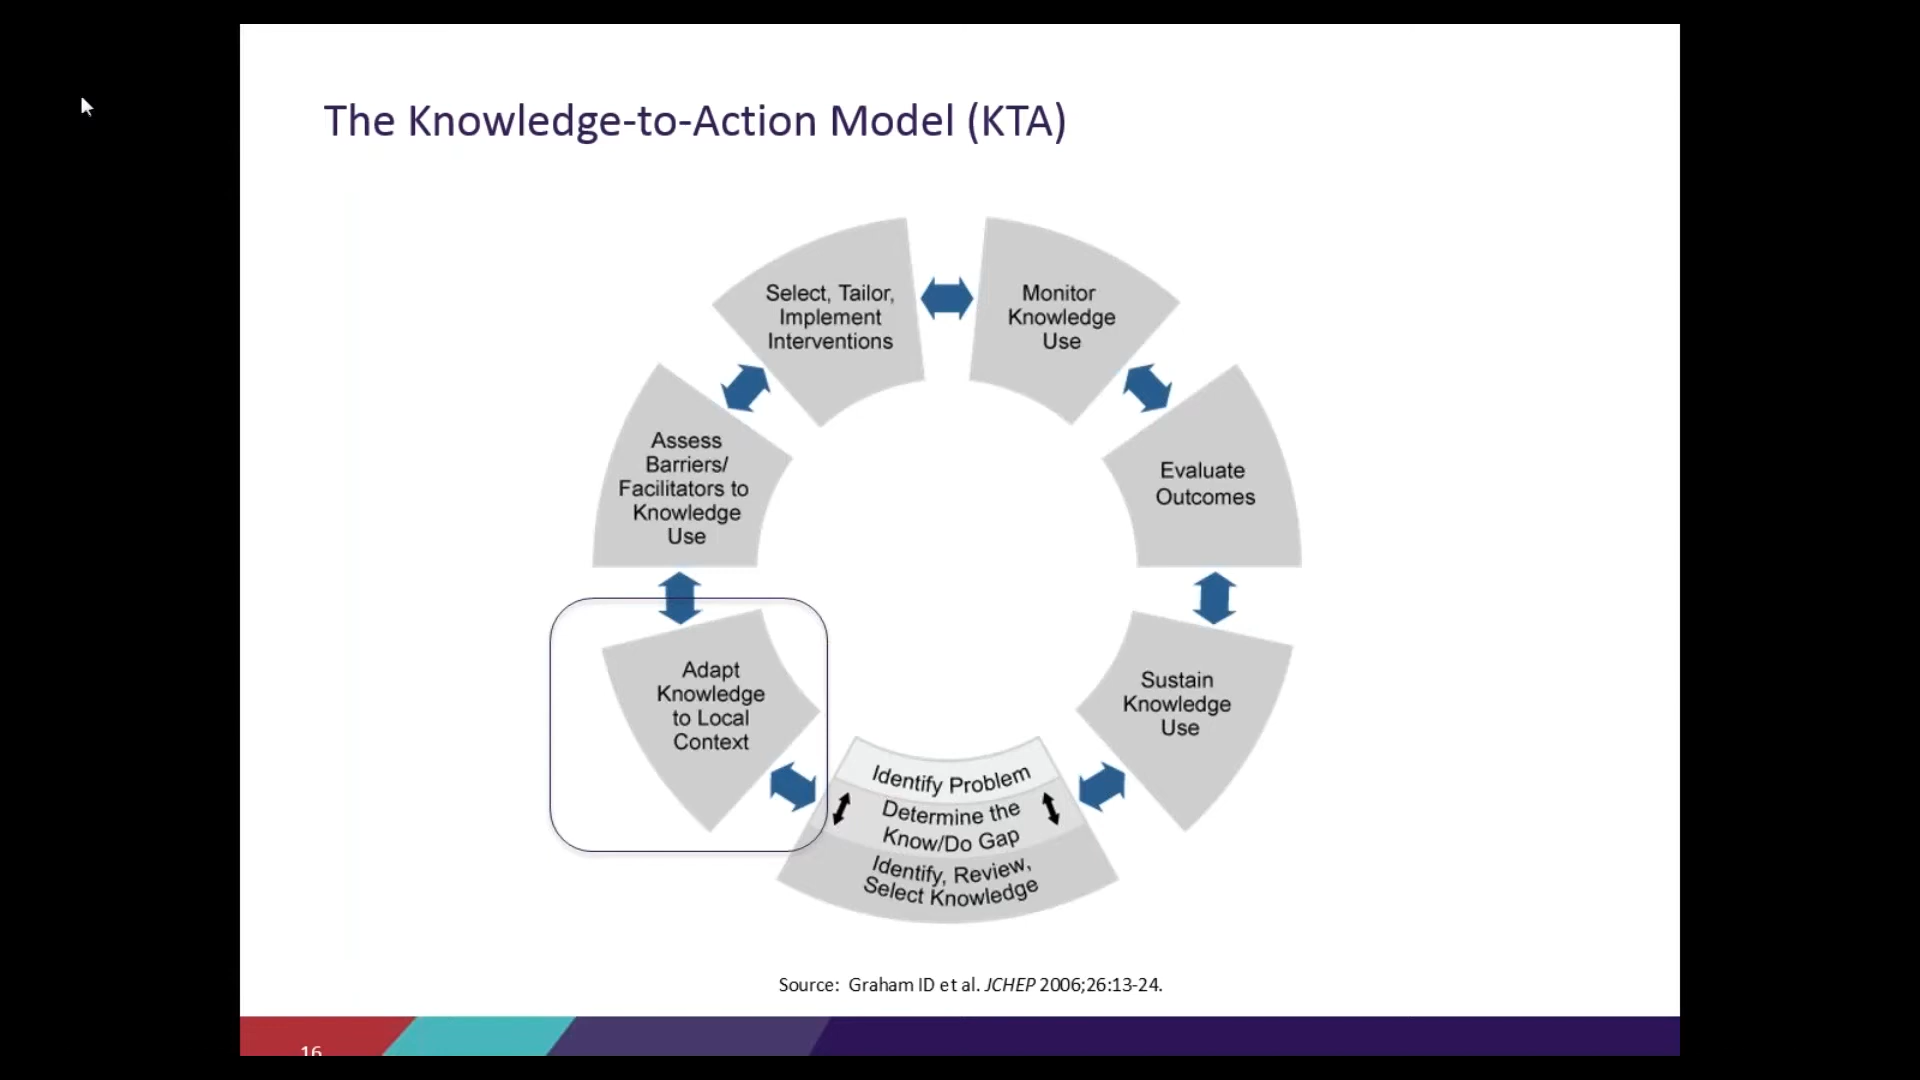 The Knowledge-to-Action Model (KTA)
Select, Tailor,
Implement
Interventions
Monitor
Knowledge
Use
Assess
Barriers/
Facilitators to
Knowledge
Use
Evaluate
Outcomes
Adapt
Knowledge
to Local
Context
Sustain
Knowledge
Use
Identify Problem
Determine the
Know/Do Gap
Identify, Review,
Select Knowledge
Source: Graham ID et al. JCHEP 2006;26:13-24.
16